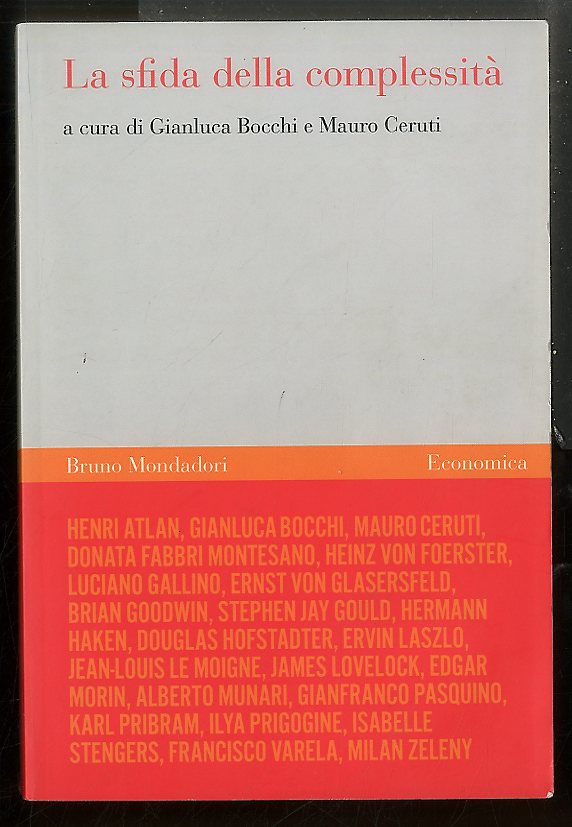 La sfida della complessità
a cura di Gianluca Bocchi e Mauro Ceruti
Bruno Mondadori Economica
HENRI ATLAN, GIANLUCA BOCCHI, MAURO CERUTI,
DONATA FABBRI MONTESANO, HEINZ VON FOERSTER,
LUCIANO GALLINO, ERNST VON GLASERSFELD,
BRIAN GOODWIN, STEPHEN JAY GOULD, HERMANN
HAKEN, DOUGLAS HOFSTADTER, ERVIN LASZLO,
JEAN-LOUIS LE MOIGNE, JAMES LOVELOCK, EDGAR
MORIN, ALBERTO MUNARI, GIANFRANCO PASQUINO,
KARL PRIBRAM, ILYA PRIGOGINE, ISABELLE
STENGERS, FRANCISCO VARELA, MILAN ZELENY